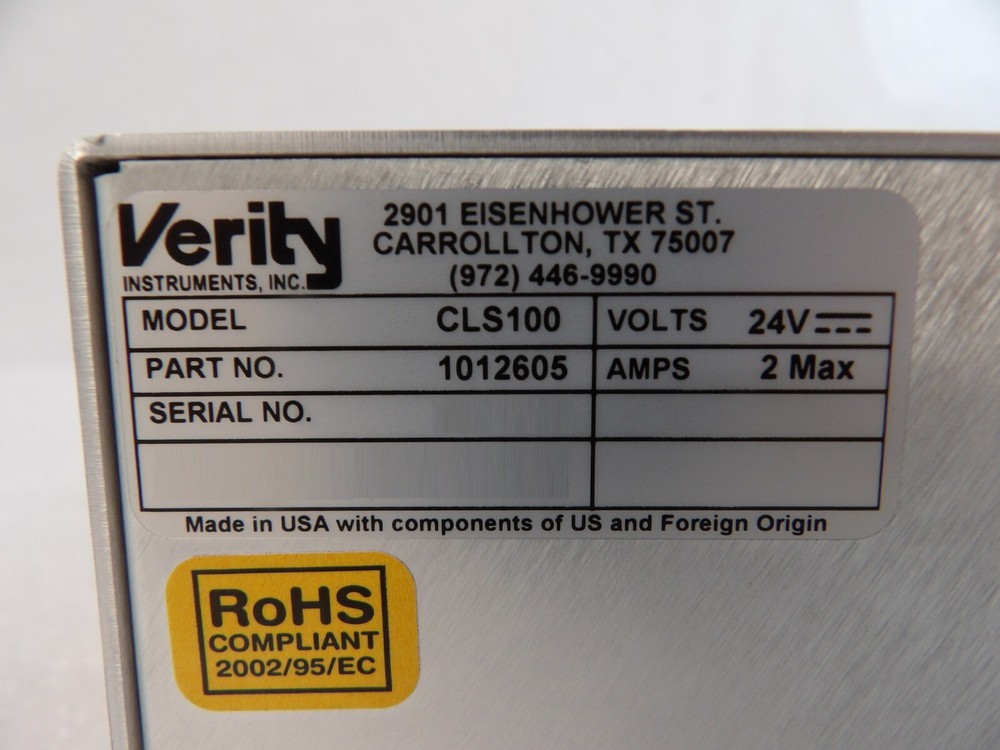 Verity
INSTRUMENTS, INC.
2901 EISENHOWER ST.
CARROLLTON, TX 75007
(972) 446-9990
MODEL CLS100 VOLTS 24V
PART NO. 1012605 AMPS 2 Max
SERIAL NO.
Made in USA with components of US and Foreign Origin
RoHS
COMPLIANT
2002/95/EC